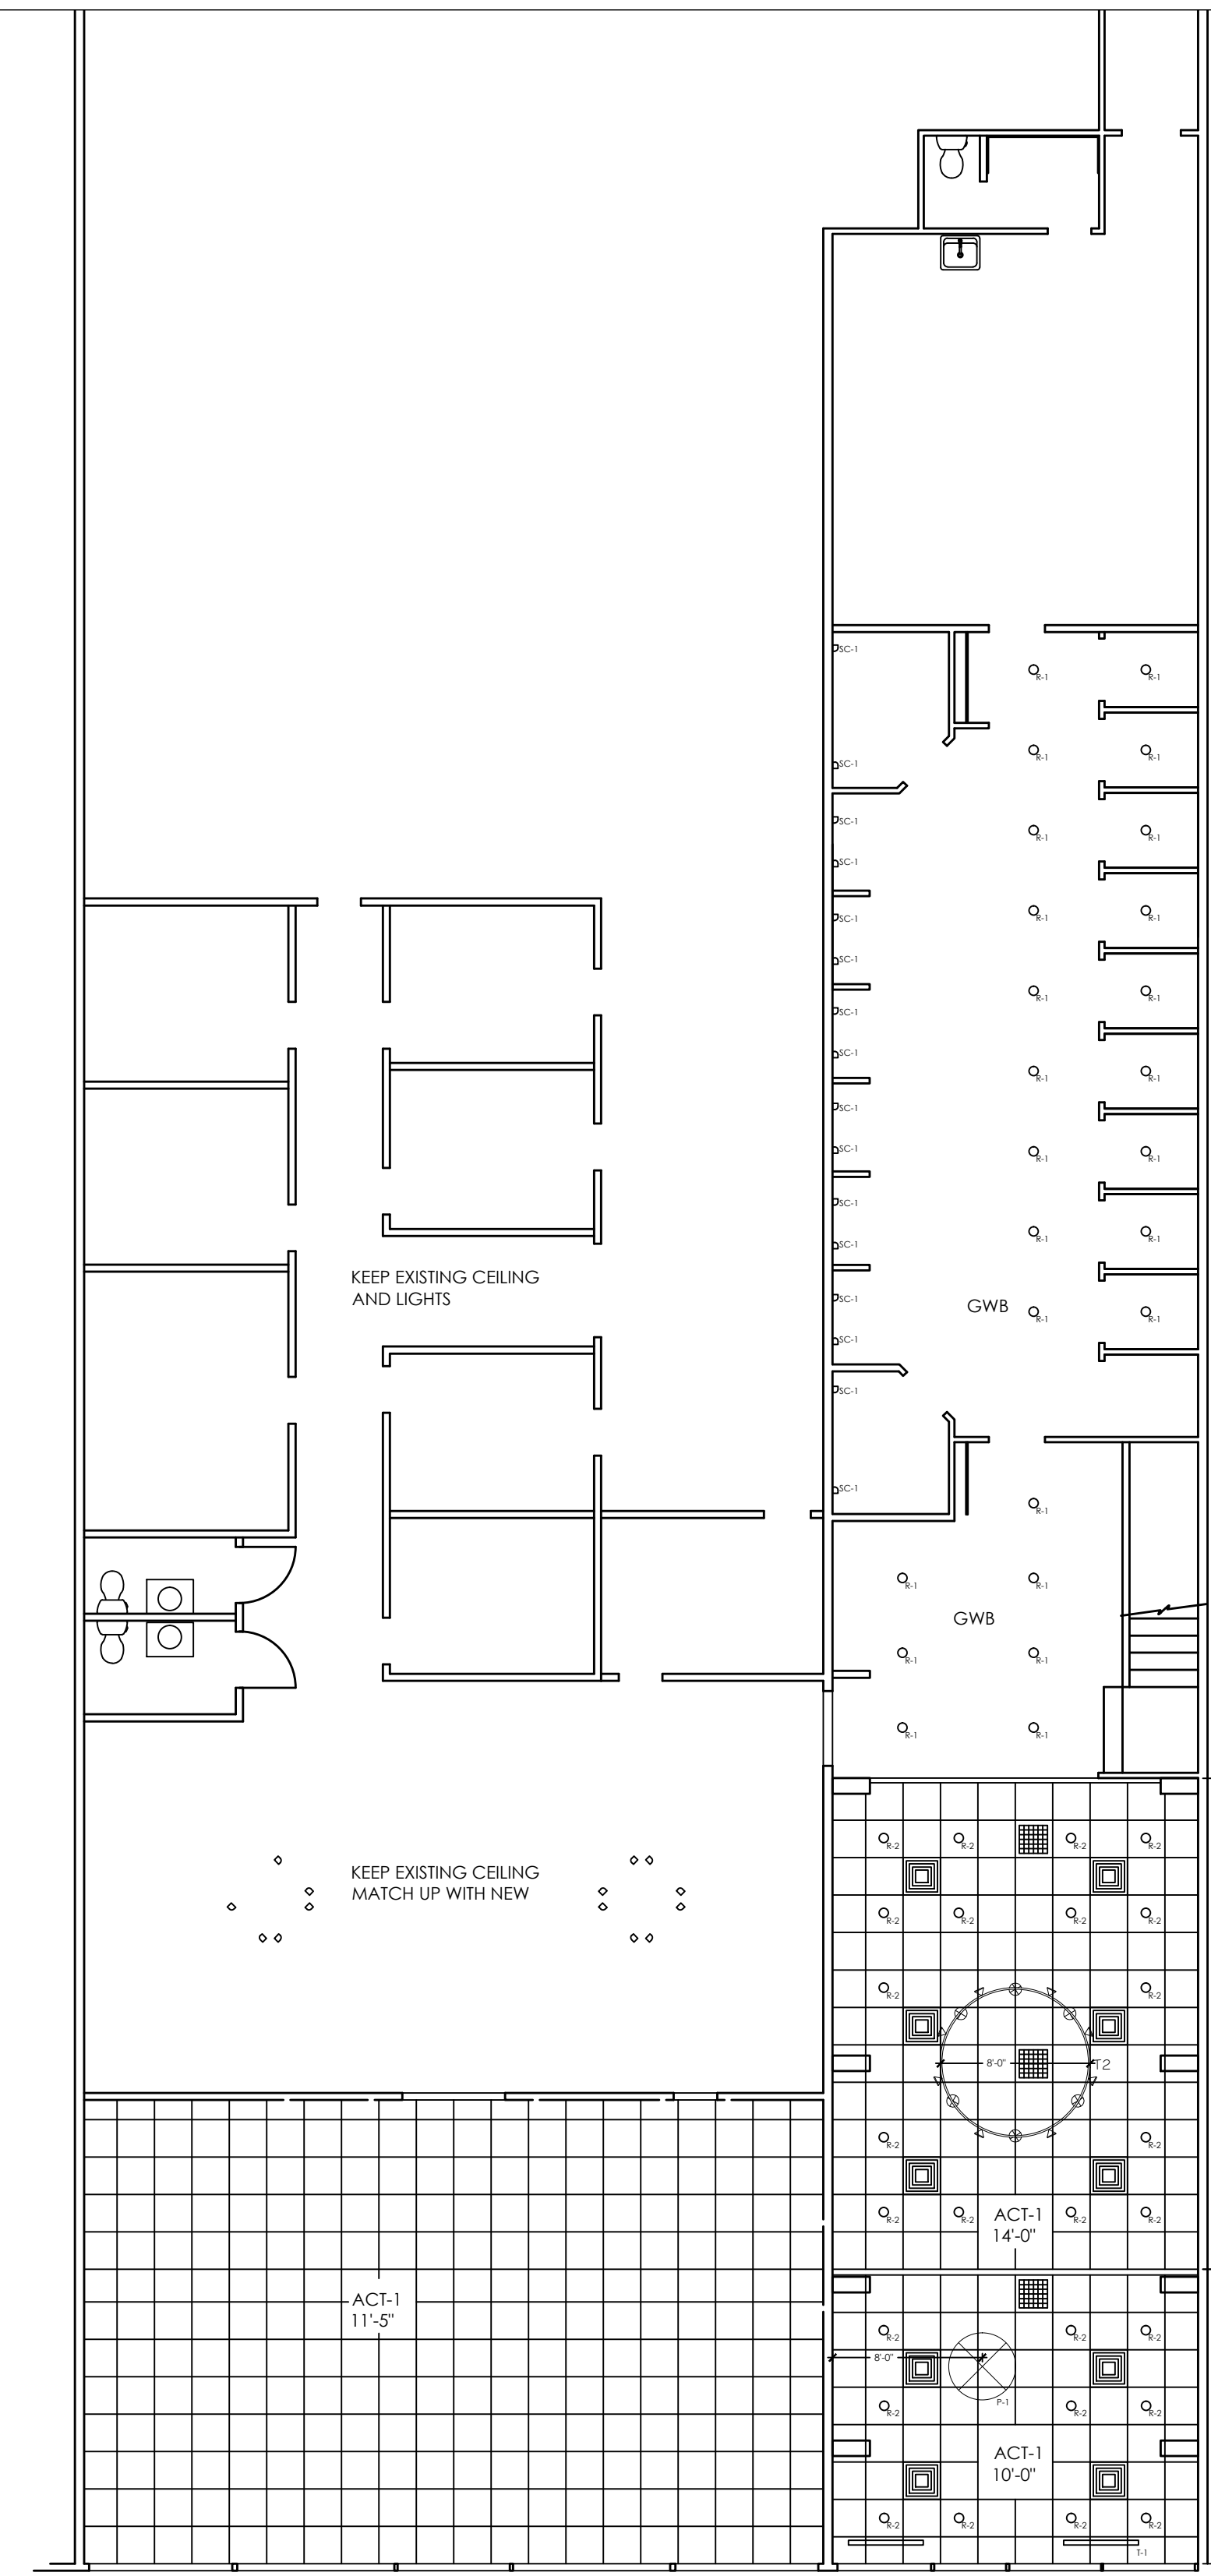 SC-1
R-1 R-1
R-1 R-1
SC-1
SC-1
R-1 R-1
SC-1
R-1 R-1
SC-1
SC-1
R-1 R-1
SC-1
SC-1
R-1 R-1
SC-1
SC-1
R-1 R-1
SC-1
R-1 R-1
SC-1
KEEP EXISTING CEILING
AND LIGHTS
SC-1
GWB
R-1 R-1
SC-1
SC-1
SC-1
R-1
R-1 R-1
GWB
R-1 R-1
R-1 R-1
R-2 R-2 R-2 R-2
KEEP EXISTING CEILING
MATCH UP WITH NEW
R-2 R-2 R-2 R-2
R-2 R-2
8'-0" T2
R-2 R-2
R-2 R-2 R-2 R-2
ACT-1
14'-0"
ACT-1
11'-5"
R-2 R-2 R-2
8'-0"
P-1
R-2 R-2 R-2
ACT-1
10'-0"
R-2 R-2 R-2 R-2
T-1